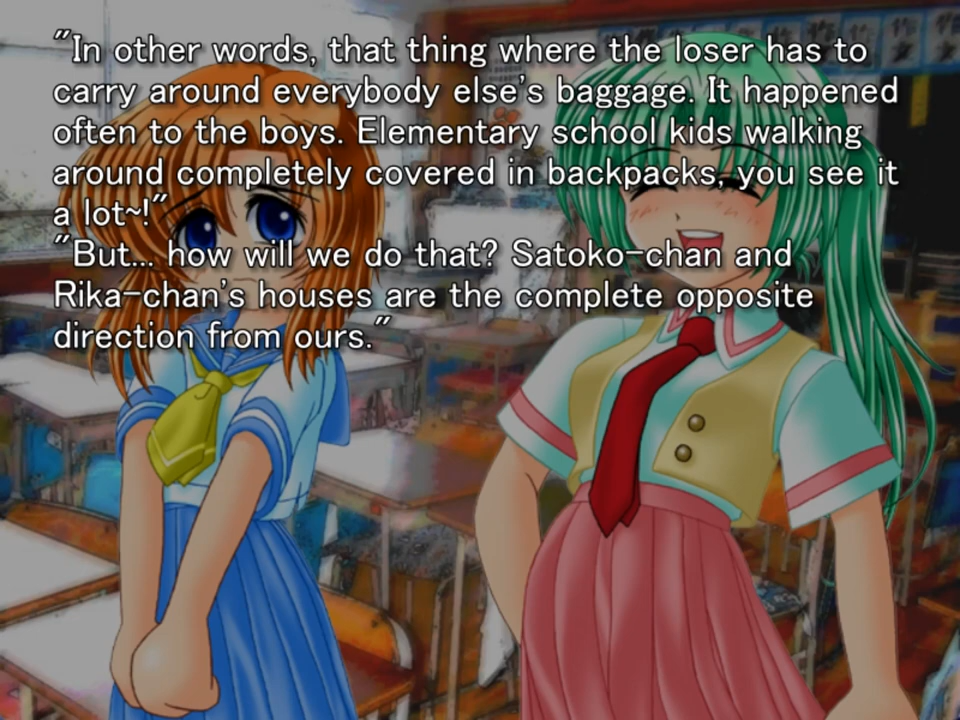 "In other words, that thing where the loser has to
carry around everybody else's baggage. It happened
often to the boys. Elementary school kids walking
around completely covered in backpacks, you see it
a lot~!"
"But... how will we do that? Satoko-chan and
Rika-chan's houses are the complete opposite
direction from ours."